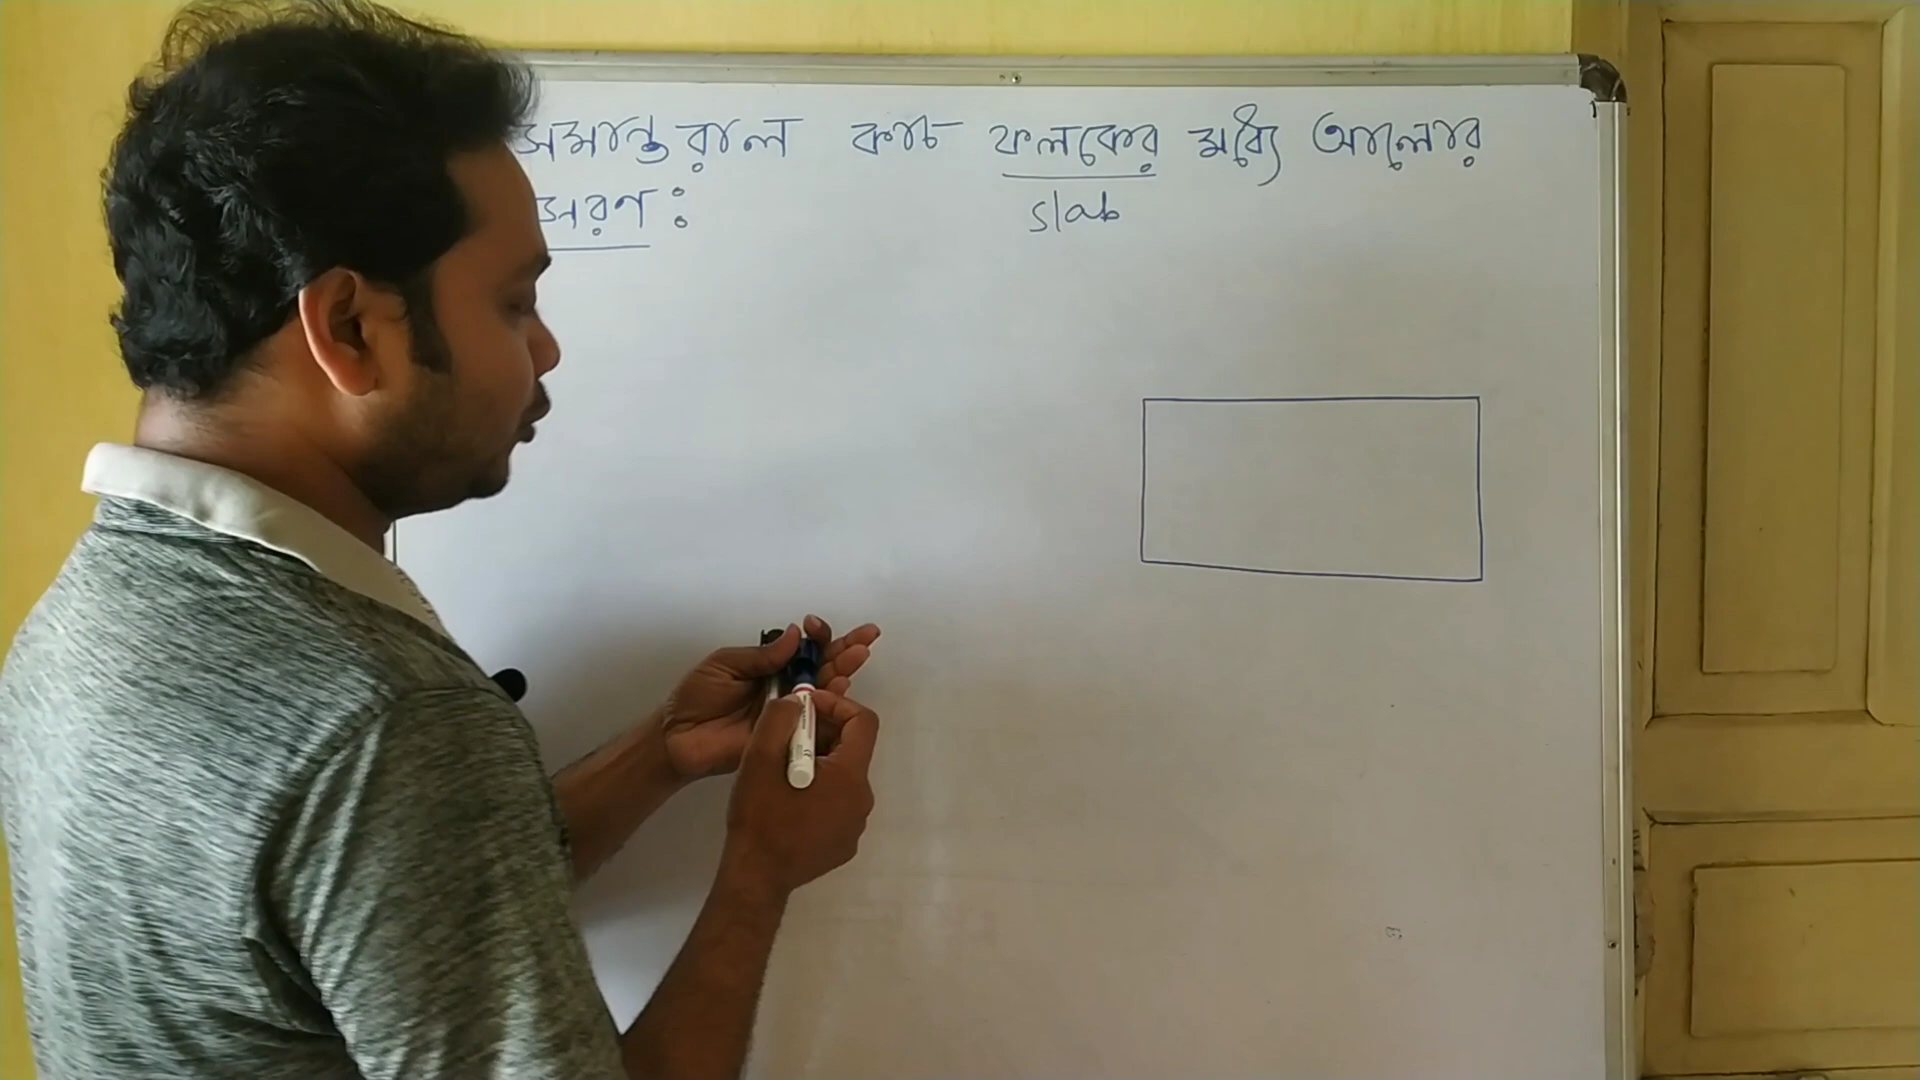 সমান্তরাল কাচ ফলকের মধ্যে আলোর
সরণ :
slab